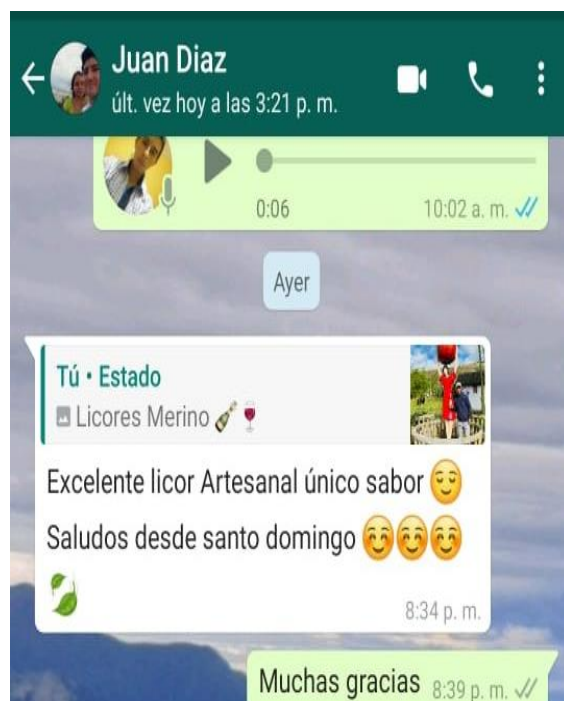 Juan Diaz
últ. vez hoy a las 3:21 p. m.
0:06 10:02 a. m.
Ayer
Tú • Estado
Licores Merino 🍾🍷
Excelente licor Artesanal único sabor 😌
Saludos desde santo domingo ☺️☺️☺️
🍃
8:34 p. m.
Muchas gracias 8:39 p. m.